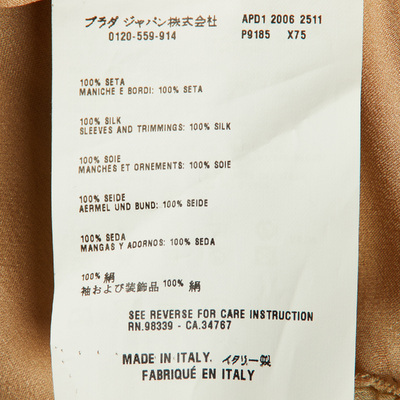 プラダ ジャパン株式会社 APD1 2006 2511
0120-559-914 P9185 X75
100% SETA
MANICHE E BORDI: 100% SETA
100% SILK
SLEEVES AND TRIMMINGS: 100% SILK
100% SOIE
MANCHES ET ORNEMENTS: 100% SOIE
100% SEIDE
AERMEL UND BUND: 100% SEIDE
100% SEDA
MANGAS Y ADORNOS: 100% SEDA
100% 絹
袖および装飾品 100% 絹
SEE REVERSE FOR CARE INSTRUCTION
RN.98339 - CA.34767
MADE IN ITALY. イタリー製
FABRIQUÉ EN ITALY